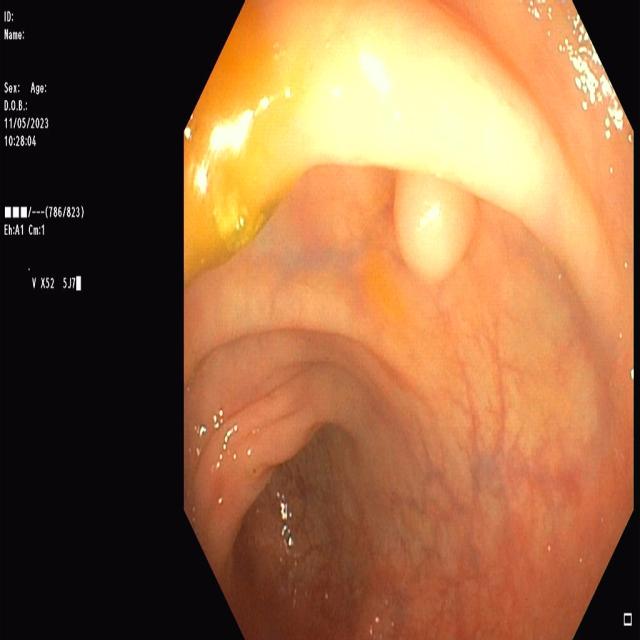 ID:
Name:
Sex: Age:
D.O.B.:
11/05/2023
10:28:04
■■■/---(786/823)
Eh:A1 Cm:1
V X52 5J7